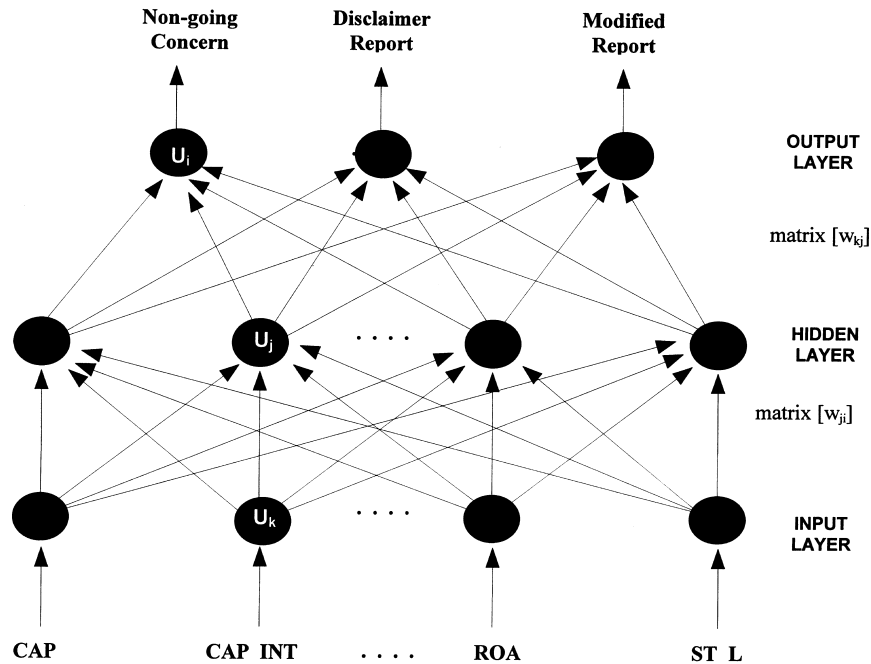 Non-going
Concern
Disclaimer
Report
Modified
Report
Ui
OUTPUT
LAYER
matrix [wkj]
Uj
. . . .
HIDDEN
LAYER
matrix [wji]
Uk
. . . .
INPUT
LAYER
CAP
CAP INT
. . . .
ROA
ST L